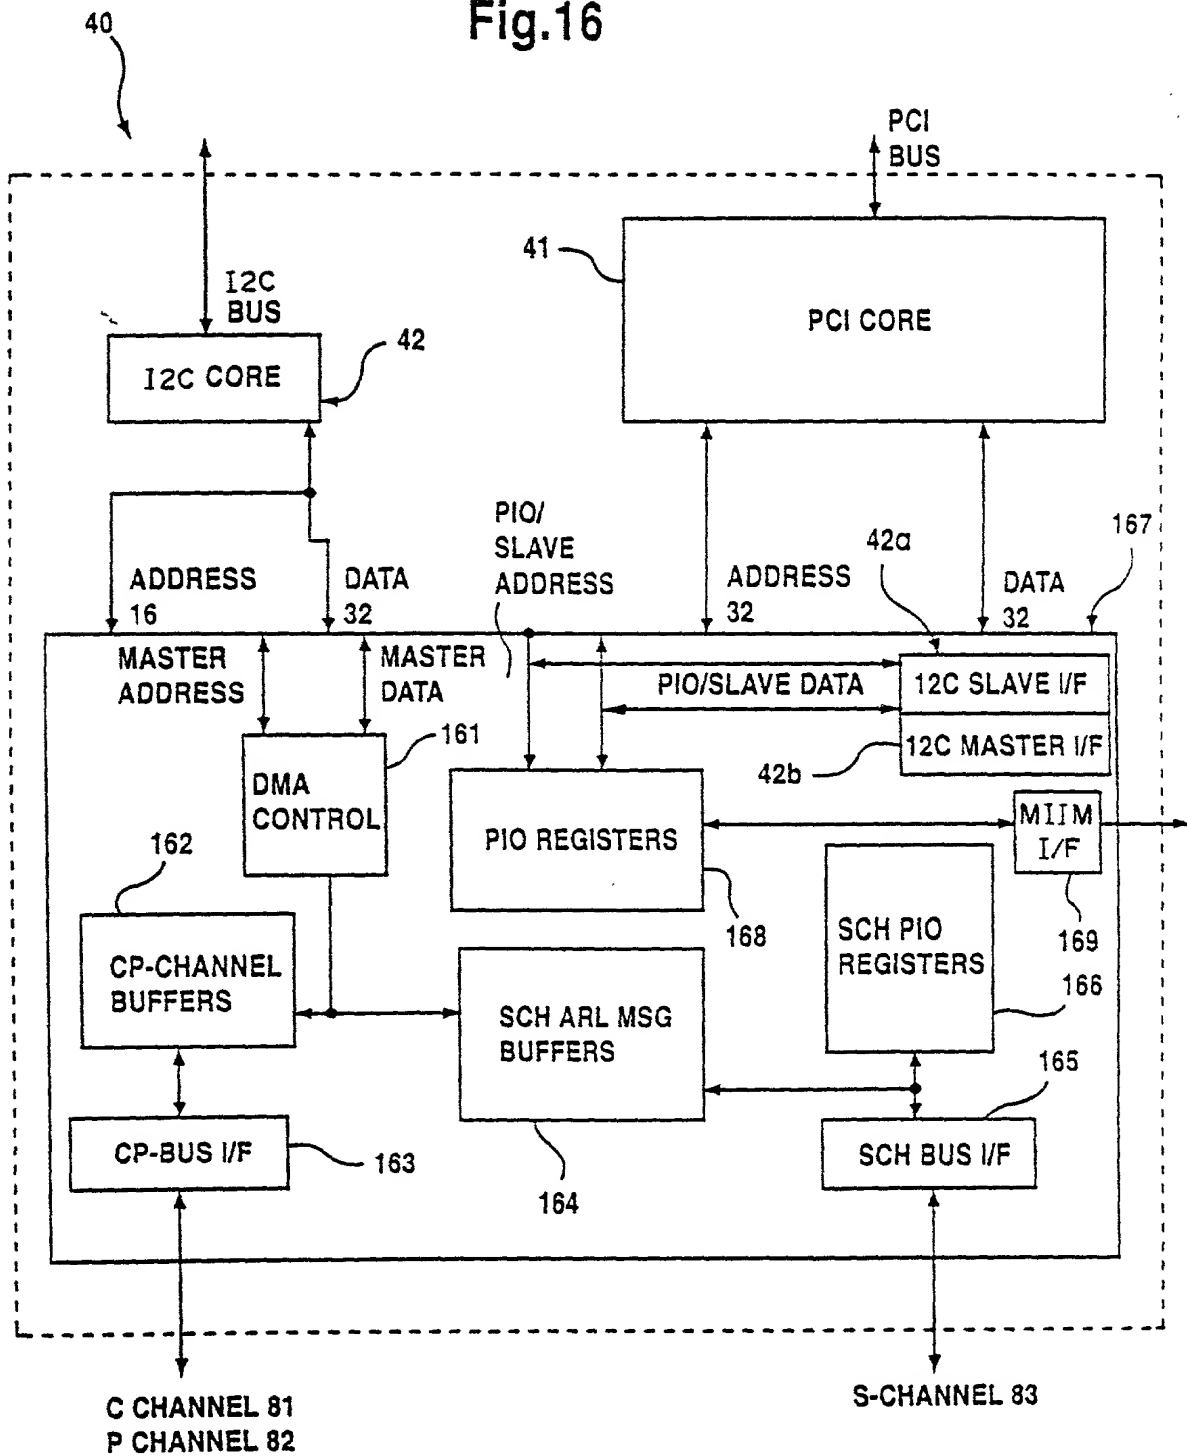 Fig.16
40
PCI
BUS
41
PCI CORE
I2C
BUS
42
I2C CORE
PIO/
SLAVE
ADDRESS
ADDRESS
16
DATA
32
ADDRESS
32
42a
DATA
32
167
MASTER
ADDRESS
MASTER
DATA
PIO/SLAVE DATA
12C SLAVE I/F
12C MASTER I/F
42b
161
DMA
CONTROL
PIO REGISTERS
168
MIIM
I/F
169
162
CP-CHANNEL
BUFFERS
SCH ARL MSG
BUFFERS
164
SCH PIO
REGISTERS
166
165
CP-BUS I/F
163
SCH BUS I/F
C CHANNEL 81
P CHANNEL 82
S-CHANNEL 83